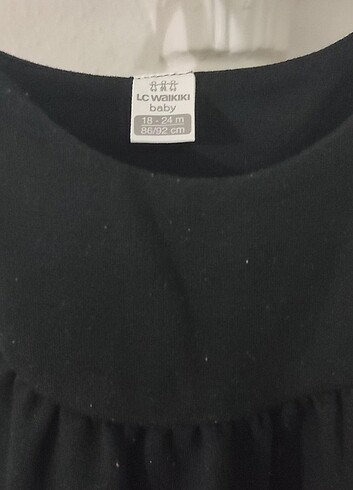 LC WAIKIKI
baby
18 - 24 m
86/92 cm